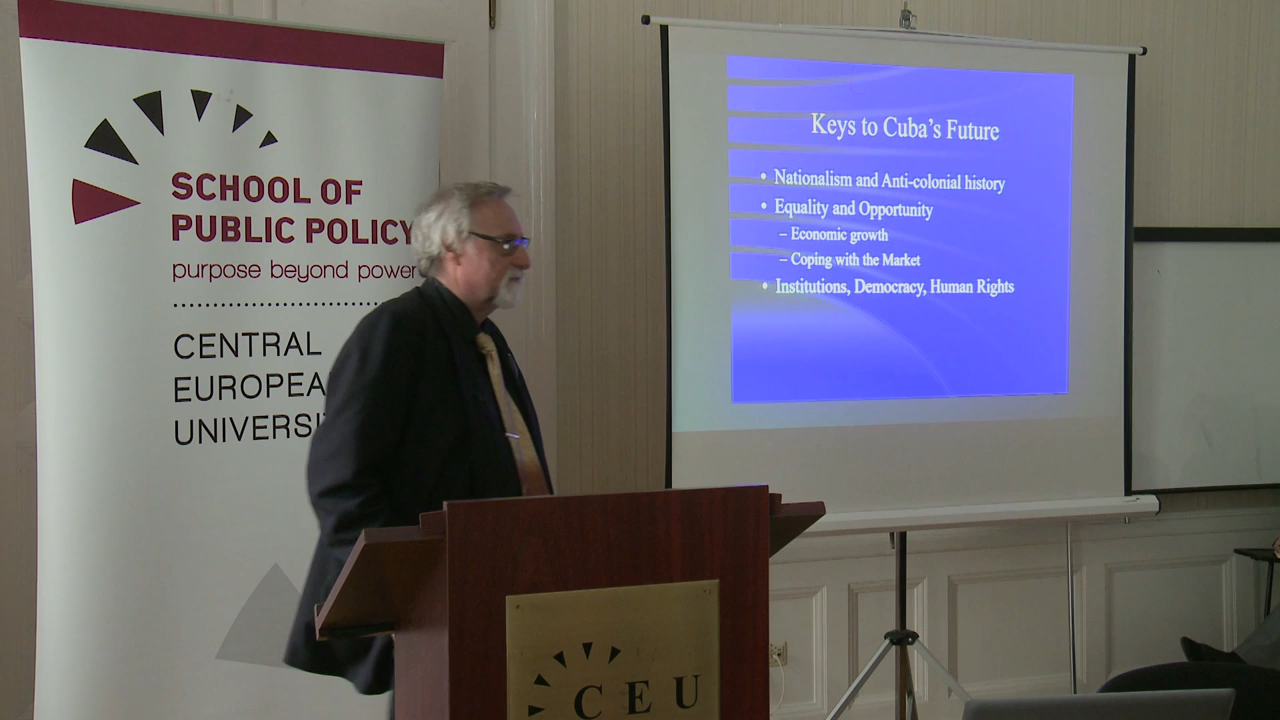 SCHOOL OF
PUBLIC POLICY
purpose beyond power
CENTRAL
EUROPEA
UNIVERSI
Keys to Cuba's Future
• Nationalism and Anti-colonial history
• Equality and Opportunity
– Economic growth
– Coping with the Market
• Institutions, Democracy, Human Rights
CEU